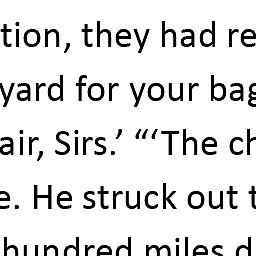 tion, they had re
yard for your bag
air, Sirs.’ “‘The ch
e. He struck out t
hundred miles d